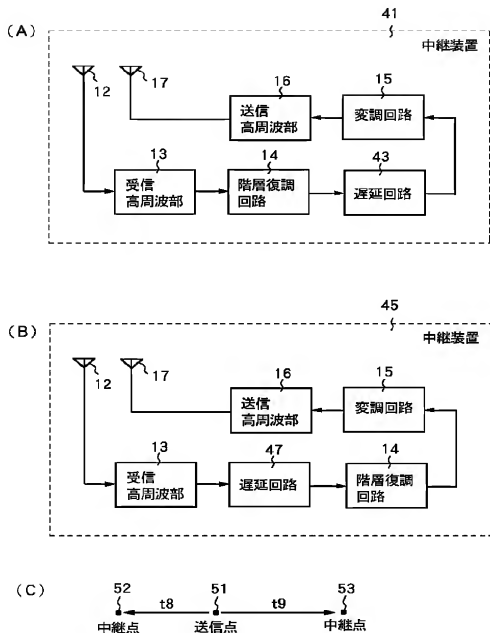 (A)
41
中継装置
12
17
16
送信
高周波部
15
変調回路
13
受信
高周波部
14
階層復調
回路
43
遅延回路
(B)
45
中継装置
12
17
16
送信
高周波部
15
変調回路
13
受信
高周波部
47
遅延回路
14
階層復調
回路
(C)
52
51
53
t8
t9
中継点
送信点
中継点